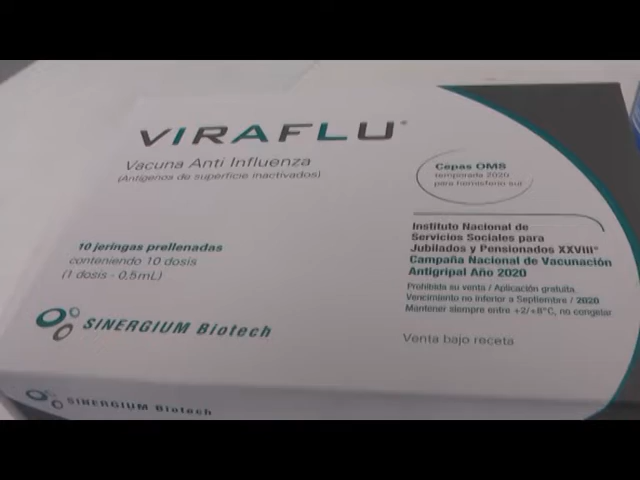 VIRAFLU®
Vacuna Anti Influenza
(Antígenos de superficie inactivados)
Cepas OMS
temporada 2020
para hemisferio sur
10 jeringas prellenadas
conteniendo 10 dosis
(1 dosis - 0,5mL)
Instituto Nacional de
Servicios Sociales para
Jubilados y Pensionados XXVIIIª
Campaña Nacional de Vacunación
Antigripal Año 2020
Prohibida su venta / Aplicación gratuita
Vencimiento no inferior a Septiembre / 2020
Mantener siempre entre +2/+8°C, no congelar
Venta bajo receta
SINERGIUM Biotech
SINERGIUM Biotech